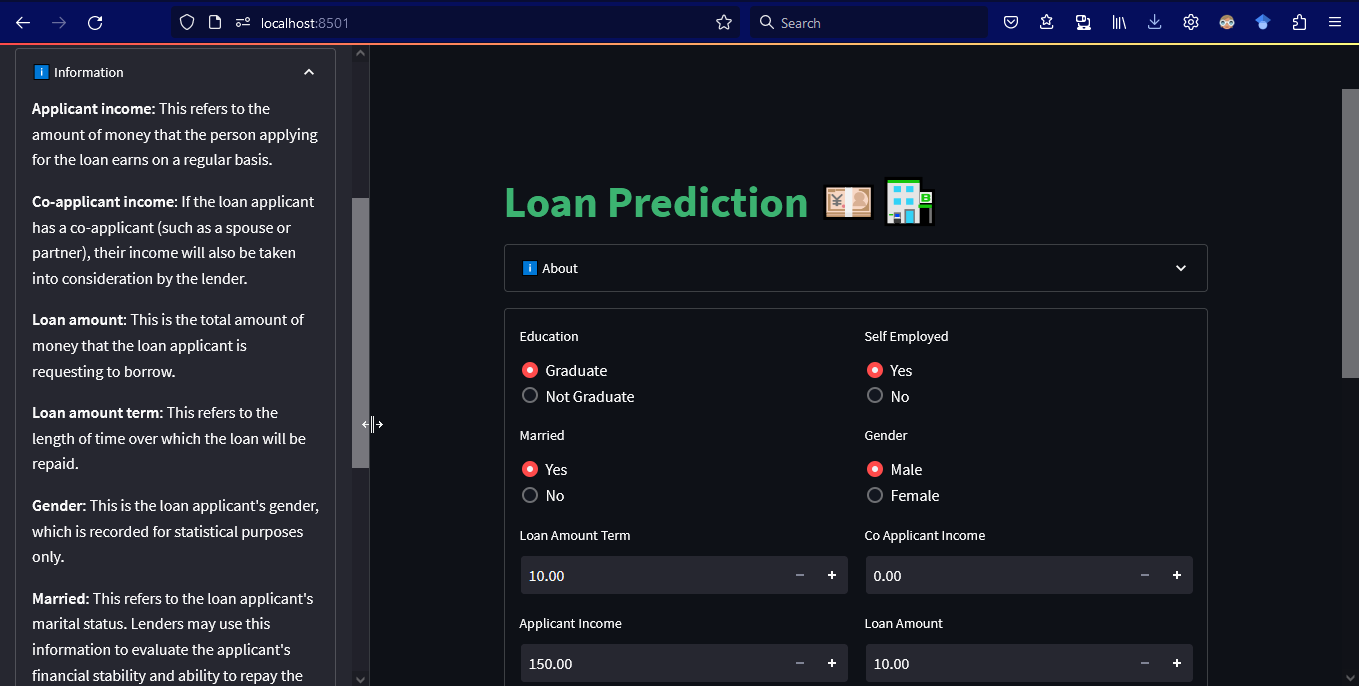 localhost:8501
Search
Information
Applicant income: This refers to the
amount of money that the person applying
for the loan earns on a regular basis.
Co-applicant income: If the loan applicant
has a co-applicant (such as a spouse or
partner), their income will also be taken
into consideration by the lender.
Loan amount: This is the total amount of
money that the loan applicant is
requesting to borrow.
Loan amount term: This refers to the
length of time over which the loan will be
repaid.
Gender: This is the loan applicant's gender,
which is recorded for statistical purposes
only.
Married: This refers to the loan applicant's
marital status. Lenders may use this
information to evaluate the applicant's
financial stability and ability to repay the
Loan Prediction
About
Education
Graduate
Not Graduate
Self Employed
Yes
No
Married
Yes
No
Gender
Male
Female
Loan Amount Term
10.00
Co Applicant Income
0.00
Applicant Income
150.00
Loan Amount
10.00